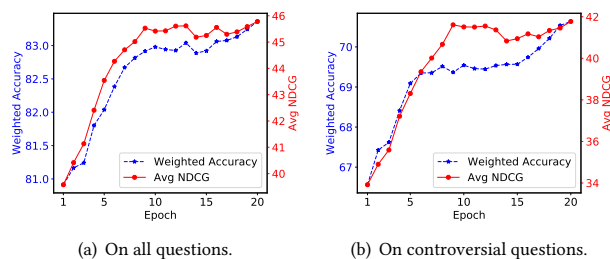 83.0
82.5
82.0
81.5
81.0
Weighted Accuracy
46
45
44
43
42
41
40
Avg NDCG
Weighted Accuracy
Avg NDCG
1 5 10 15 20
Epoch
(a) On all questions.
70
69
68
67
Weighted Accuracy
42
40
38
36
34
Avg NDCG
Weighted Accuracy
Avg NDCG
1 5 10 15 20
Epoch
(b) On controversial questions.